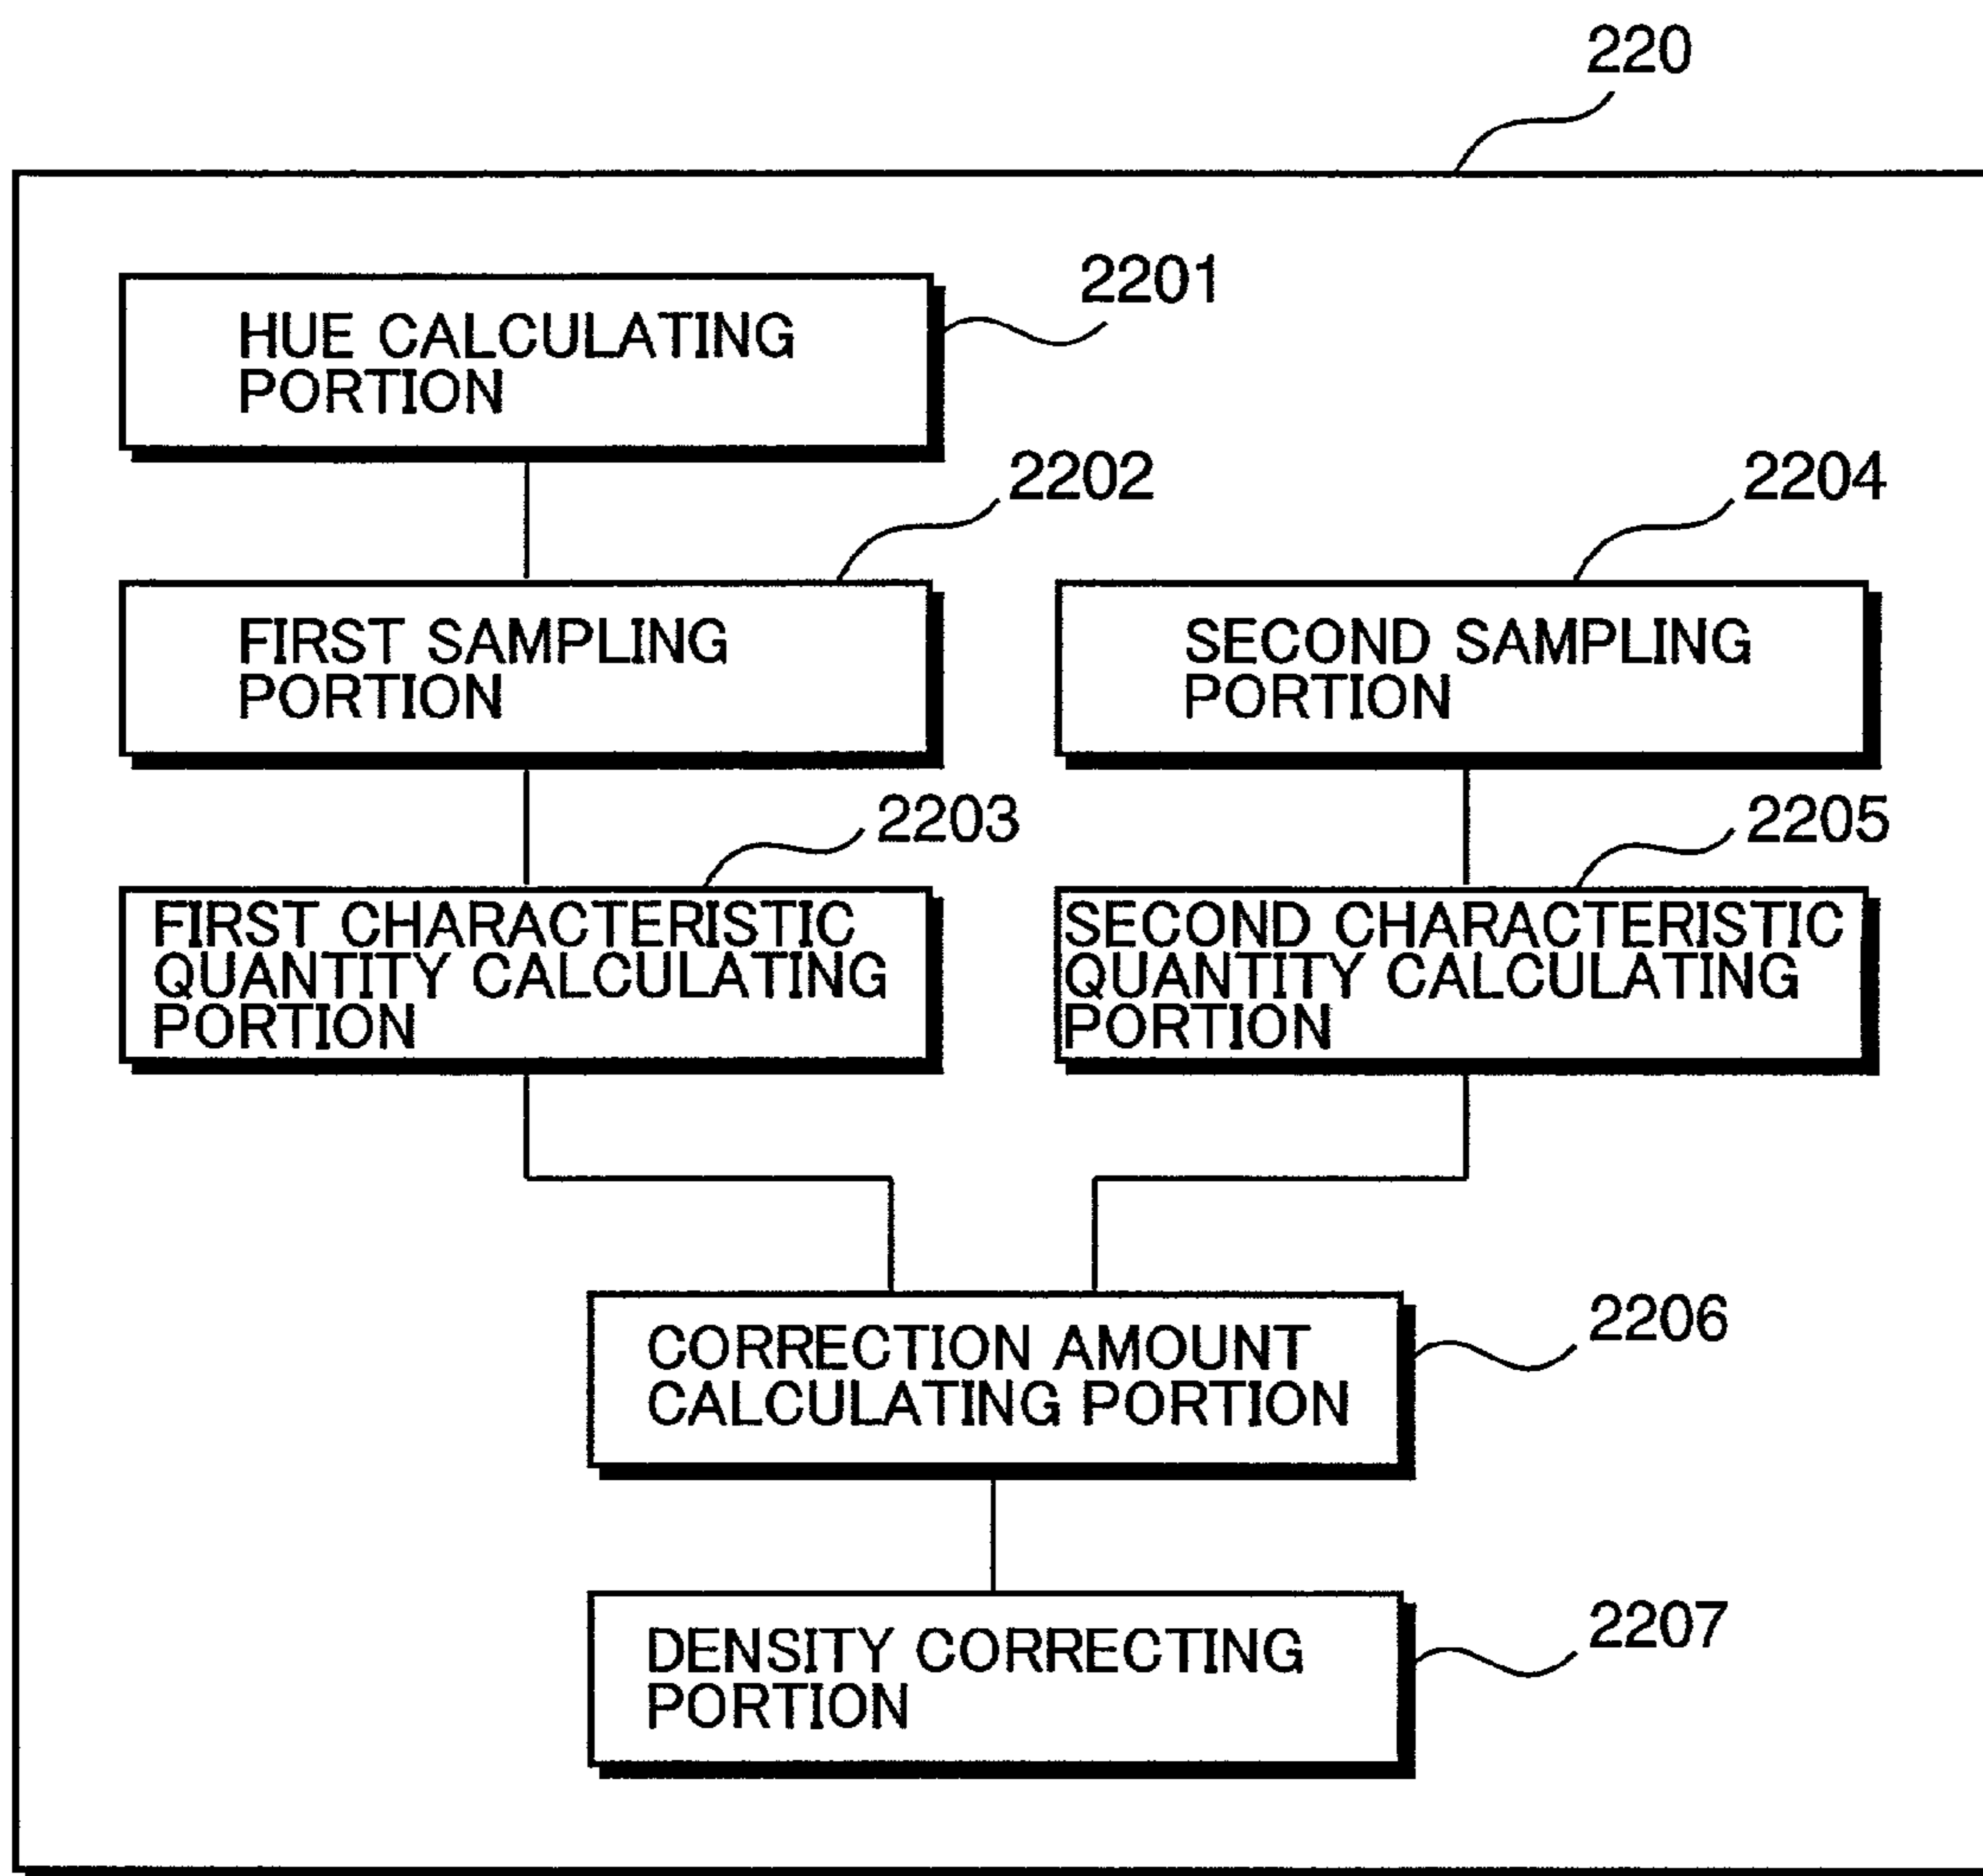 220
2201
HUE CALCULATING
PORTION
2202
2204
FIRST SAMPLING
PORTION
SECOND SAMPLING
PORTION
2203
2205
FIRST CHARACTERISTIC
QUANTITY CALCULATING
PORTION
SECOND CHARACTERISTIC
QUANTITY CALCULATING
PORTION
2206
CORRECTION AMOUNT
CALCULATING PORTION
2207
DENSITY CORRECTING
PORTION